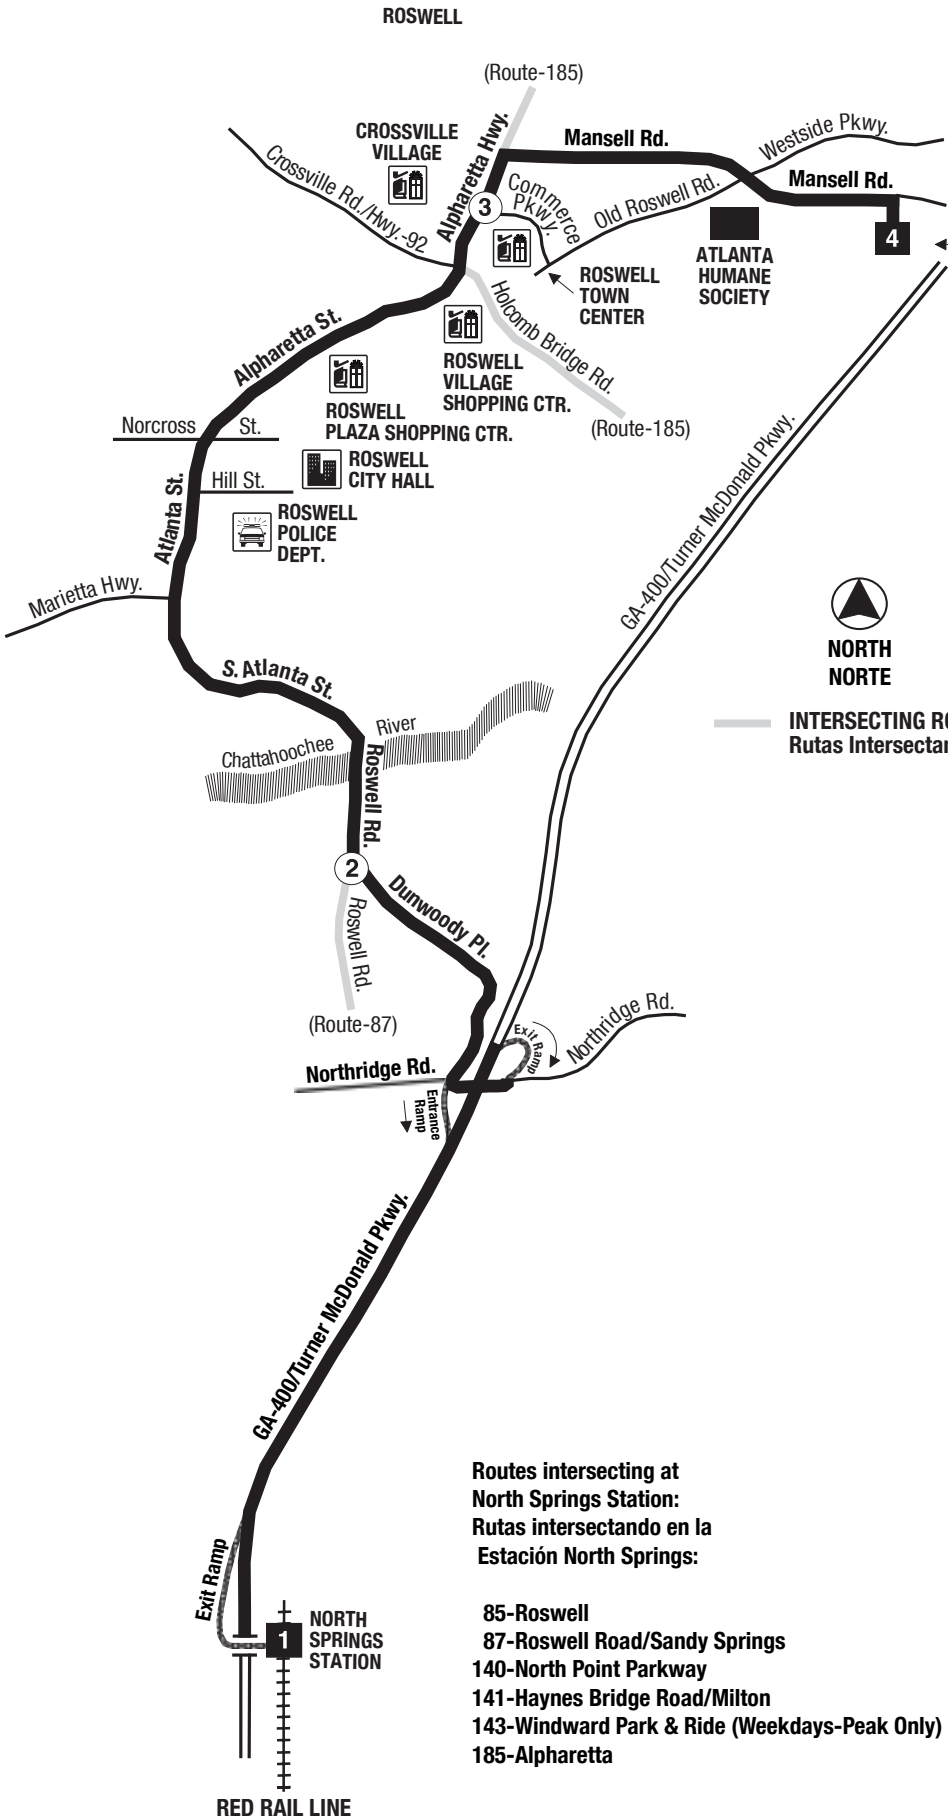 ROSWELL
(Route-185)
CROSSVILLE
VILLAGE
Alpharetta Hwy.
Mansell Rd.
Westside Pkwy.
Crossville Rd./Hwy.-92
3
Commerce
Pkwy.
Old Roswell Rd.
Mansell Rd.
4
ROSWELL
TOWN
CENTER
ATLANTA
HUMANE
SOCIETY
Holcomb Bridge Rd.
Alpharetta St.
ROSWELL
VILLAGE
SHOPPING CTR.
ROSWELL
PLAZA SHOPPING CTR.
(Route-185)
Norcross St.
ROSWELL
CITY HALL
Hill St.
Atlanta St.
ROSWELL
POLICE
DEPT.
GA-400/Turner McDonald Pkwy.
Marietta Hwy.
NORTH
NORTE
S. Atlanta St.
INTERSECTING
Rutas
Chattahoochee River
Roswell Rd.
2
Dunwoody Pl.
Roswell Rd.
(Route-87)
Exit Ramp
Northridge Rd.
Northridge Rd.
Entrance
Ramp
GA-400/Turner McDonald Pkwy.
Routes intersecting at
North Springs Station:
Rutas intersectando en la
Estación North Springs:
85-Roswell
87-Roswell Road/Sandy Springs
140-North Point Parkway
141-Haynes Bridge Road/Milton
143-Windward Park & Ride (Weekdays-Peak Only)
185-Alpharetta
Exit Ramp
1
NORTH
SPRINGS
STATION
RED RAIL LINE